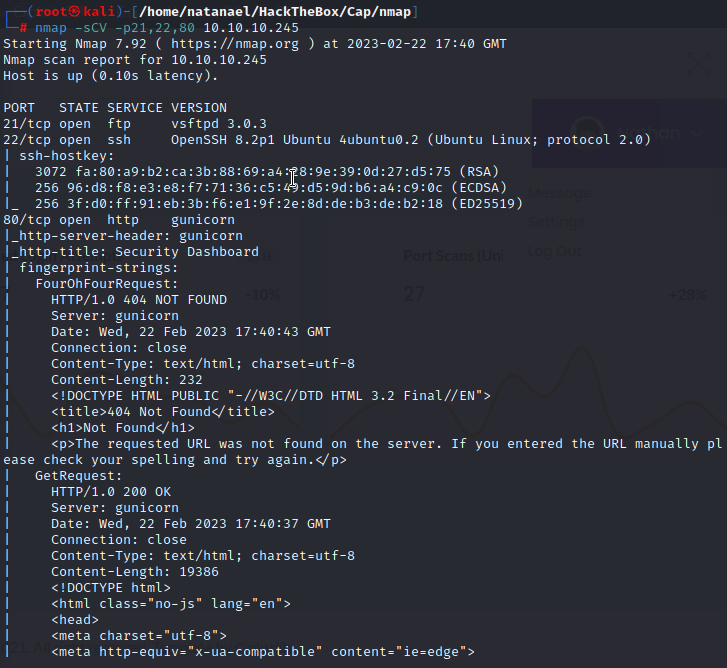 ┌──(root㉿kali)-[/home/natanael/HackTheBox/Cap/nmap]
└─# nmap -sCV -p21,22,80 10.10.10.245
Starting Nmap 7.92 ( https://nmap.org ) at 2023-02-22 17:40 GMT
Nmap scan report for 10.10.10.245
Host is up (0.10s latency).

PORT   STATE SERVICE VERSION
21/tcp open  ftp     vsftpd 3.0.3
22/tcp open  ssh     OpenSSH 8.2p1 Ubuntu 4ubuntu0.2 (Ubuntu Linux; protocol 2.0)
| ssh-hostkey:
|   3072 fa:80:a9:b2:ca:3b:88:69:a4:28:9e:39:0d:27:d5:75 (RSA)
|   256 96:d8:f8:e3:e8:f7:71:36:c5:49:d5:9d:b6:a4:c9:0c (ECDSA)
|_  256 3f:d0:ff:91:eb:3b:f6:e1:9f:2e:8d:de:b3:de:b2:18 (ED25519)
80/tcp open  http    gunicorn
|_http-server-header: gunicorn
|_http-title: Security Dashboard
| fingerprint-strings:
|   FourOhFourRequest:
|     HTTP/1.0 404 NOT FOUND
|     Server: gunicorn
|     Date: Wed, 22 Feb 2023 17:40:43 GMT
|     Connection: close
|     Content-Type: text/html; charset=utf-8
|     Content-Length: 232
|     <!DOCTYPE HTML PUBLIC "-//W3C//DTD HTML 3.2 Final//EN">
|     <title>404 Not Found</title>
|     <h1>Not Found</h1>
|     <p>The requested URL was not found on the server. If you entered the URL manually pl
ease check your spelling and try again.</p>
|   GetRequest:
|     HTTP/1.0 200 OK
|     Server: gunicorn
|     Date: Wed, 22 Feb 2023 17:40:37 GMT
|     Connection: close
|     Content-Type: text/html; charset=utf-8
|     Content-Length: 19386
|     <!DOCTYPE html>
|     <html class="no-js" lang="en">
|     <head>
|     <meta charset="utf-8">
|     <meta http-equiv="x-ua-compatible" content="ie=edge">
Message
Settings
Log Out
Port Scans (Uni
-10%
27
+28%